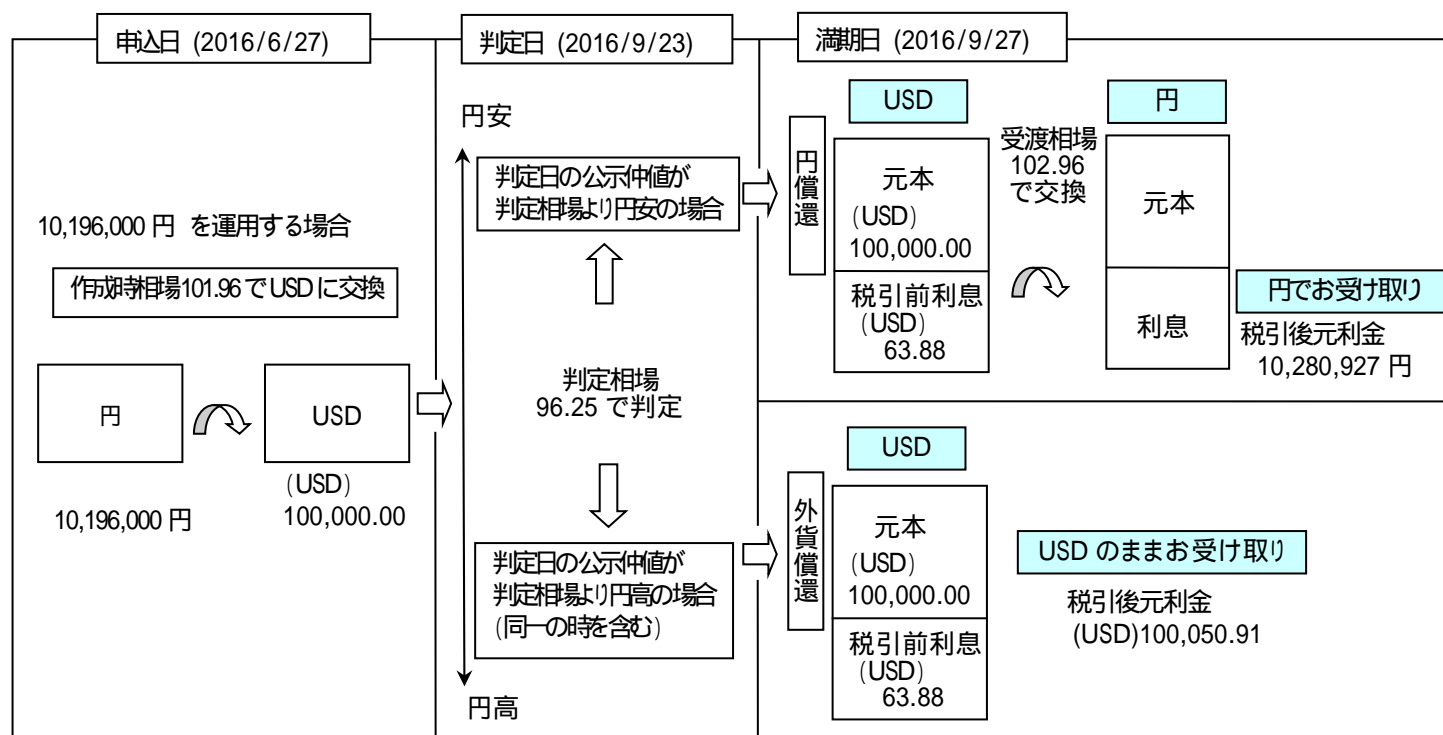 申込日 (2016/6/27)
10,196,000 円 を運用する場合
作成時相場101.96 で USD に交換
円
10,196,000 円
USD
(USD)
100,000.00
判定日 (2016/9/23)
円安
判定日の公示仲値が
判定相場より円安の場合
判定相場
96.25 で判定
判定日の公示仲値が
判定相場より円高の場合
(同一の時を含む)
円高
満期日 (2016/9/27)
円償還
USD
元本
(USD)
100,000.00
税引前利息
(USD)
63.88
受渡相場
102.96
で交換
円
元本
利息
円でお受け取り
税引後元利金
10,280,927 円
外貨償還
USD
元本
(USD)
100,000.00
税引前利息
(USD)
63.88
USD のままお受け取り
税引後元利金
(USD)100,050.91